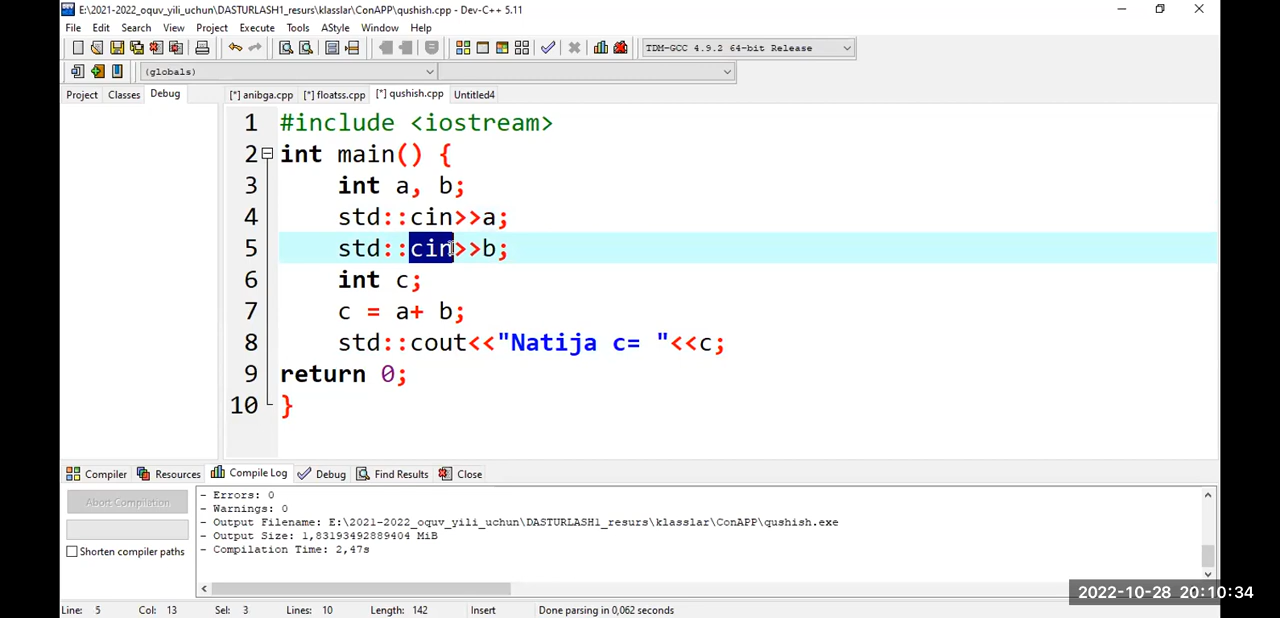 E:\2021-2022_oquv_yili_uchun\DASTURLASH1_resurs\klasslar\ConAPP\qushish.cpp - Dev-C++ 5.11
File Edit Search View Project Execute Tools AStyle Window Help
TDM-GCC 4.9.2 64-bit Release
(globals)
Project Classes Debug [*] anibga.cpp [*] floatss.cpp [*] qushish.cpp Untitled4
1 #include <iostream>
2 int main() {
3 int a, b;
4 std::cin>>a;
5 std::cin>>b;
6 int c;
7 c = a+ b;
8 std::cout<<"Natija c= "<<c;
9 return 0;
10 }
Compiler Resources Compile Log Debug Find Results Close
Abort Compilation
Shorten compiler paths
- Errors: 0
- Warnings: 0
- Output Filename: E:\2021-2022_oquv_yili_uchun\DASTURLASH1_resurs\klasslar\ConAPP\qushish.exe
- Output Size: 1,83193492889404 MiB
- Compilation Time: 2,47s
2022-10-28 20:10:34
Line: 5 Col: 13 Sel: 3 Lines: 10 Length: 142 Insert Done parsing in 0,062 seconds